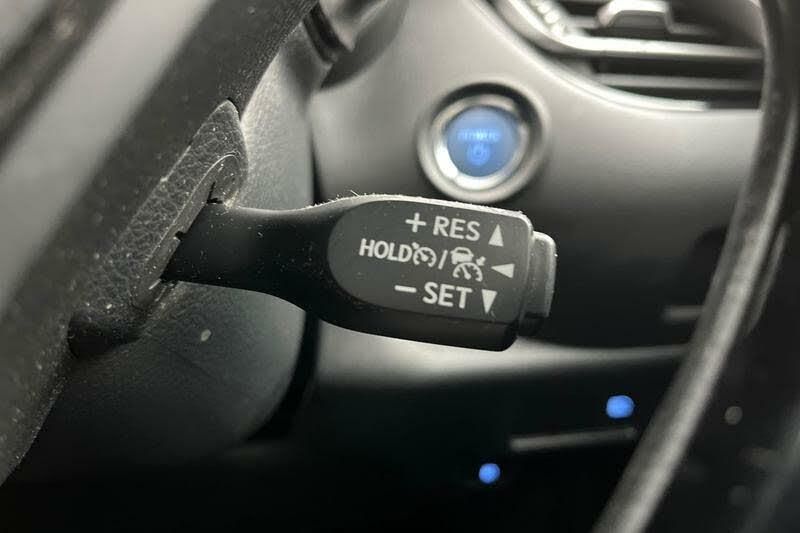 + RES
HOLD /
− SET